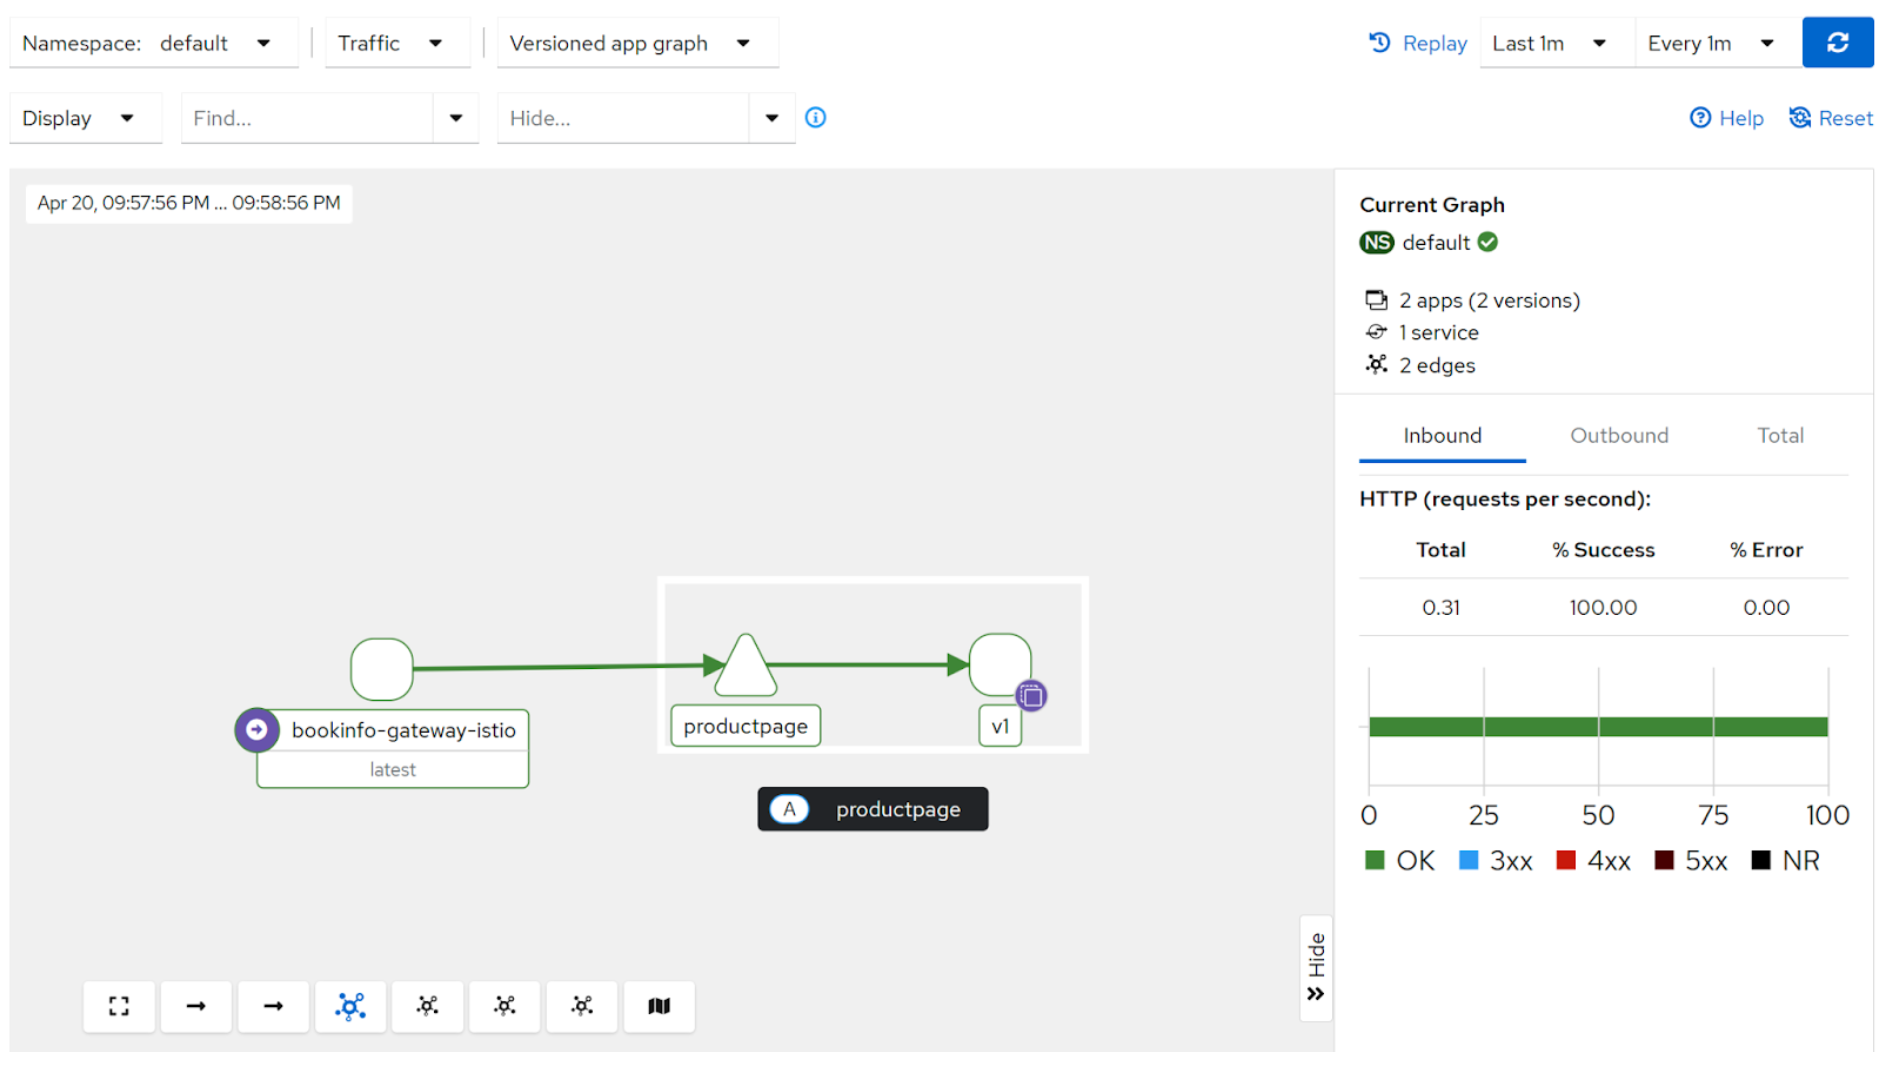 Namespace: default Traffic Versioned app graph Replay Last 1m Every 1m
Display Find... Hide... Help Reset
Apr 20, 09:57:56 PM ... 09:58:56 PM
bookinfo-gateway-istio
latest
productpage
v1
A productpage
Hide
Current Graph
NS default
2 apps (2 versions)
1 service
2 edges
Inbound Outbound Total
HTTP (requests per second):
Total % Success % Error
0.31 100.00 0.00
0 25 50 75 100
OK 3xx 4xx 5xx NR